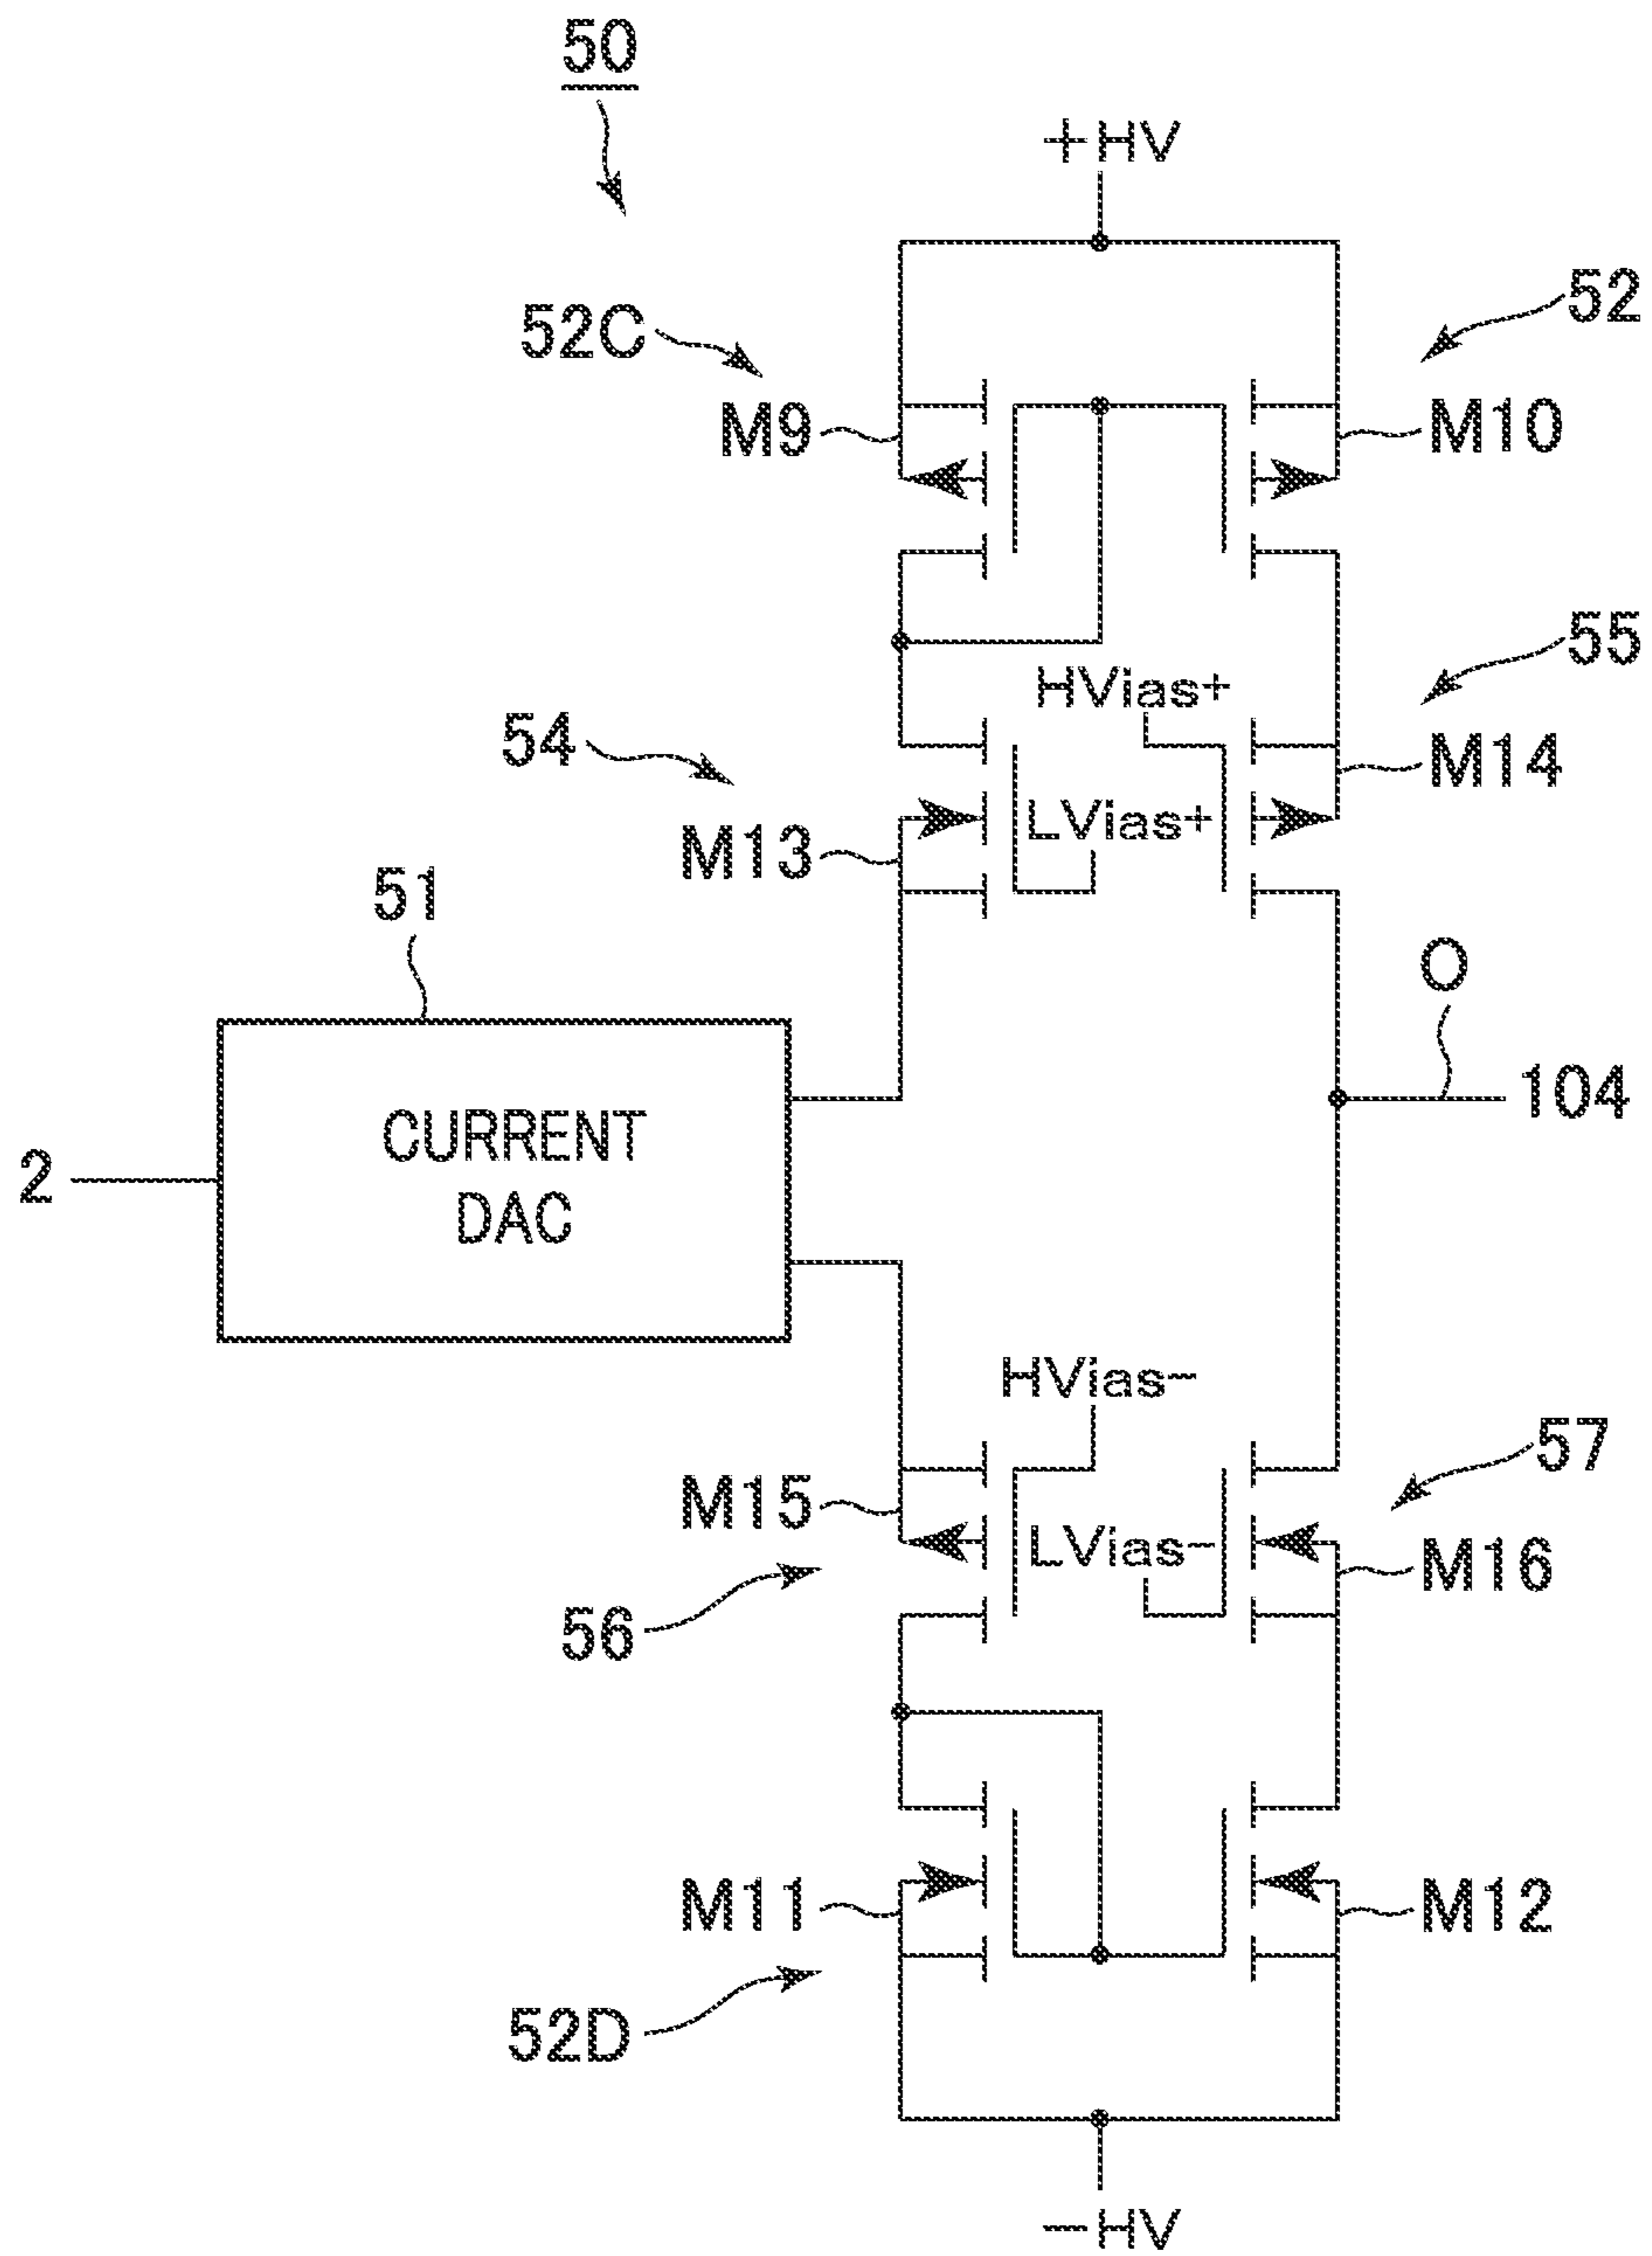 50
+HV
52
52C
M9
M10
55
HVias+
54
M14
LVias+
M13
51
O
104
CURRENT
DAC
2
HVias-
57
M15
LVias-
M16
56
M11
M12
52D
-HV